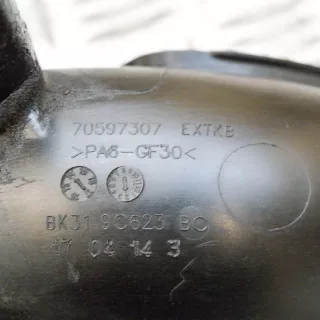 70597307 EXTKB
>PA6-GF30<
BK31 9C623 BC
17 04 14 3